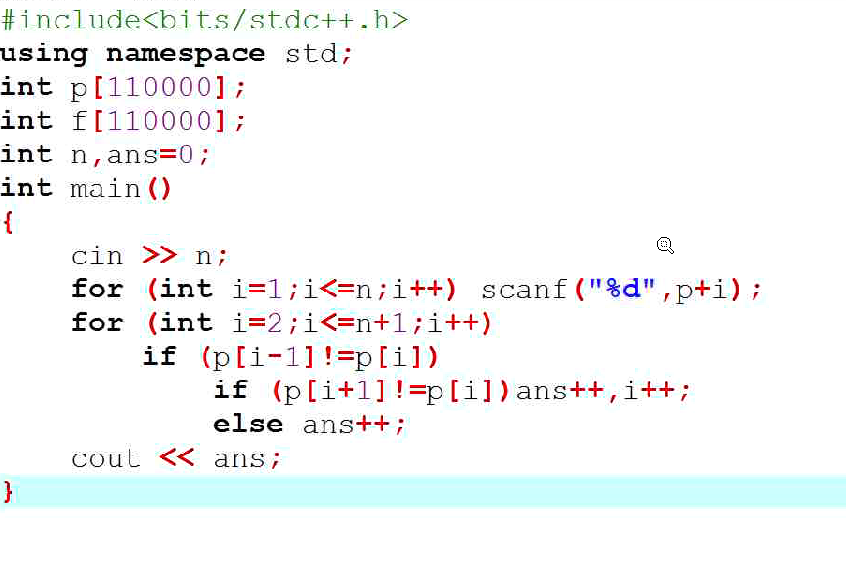 #include<bits/stdc++.h>
using namespace std;
int p[110000];
int f[110000];
int n,ans=0;
int main()
{
    cin >> n;
    for (int i=1;i<=n;i++) scanf("%d",p+i);
    for (int i=2;i<=n+1;i++)
        if (p[i-1]!=p[i])
            if (p[i+1]!=p[i])ans++,i++;
            else ans++;
    cout << ans;
}